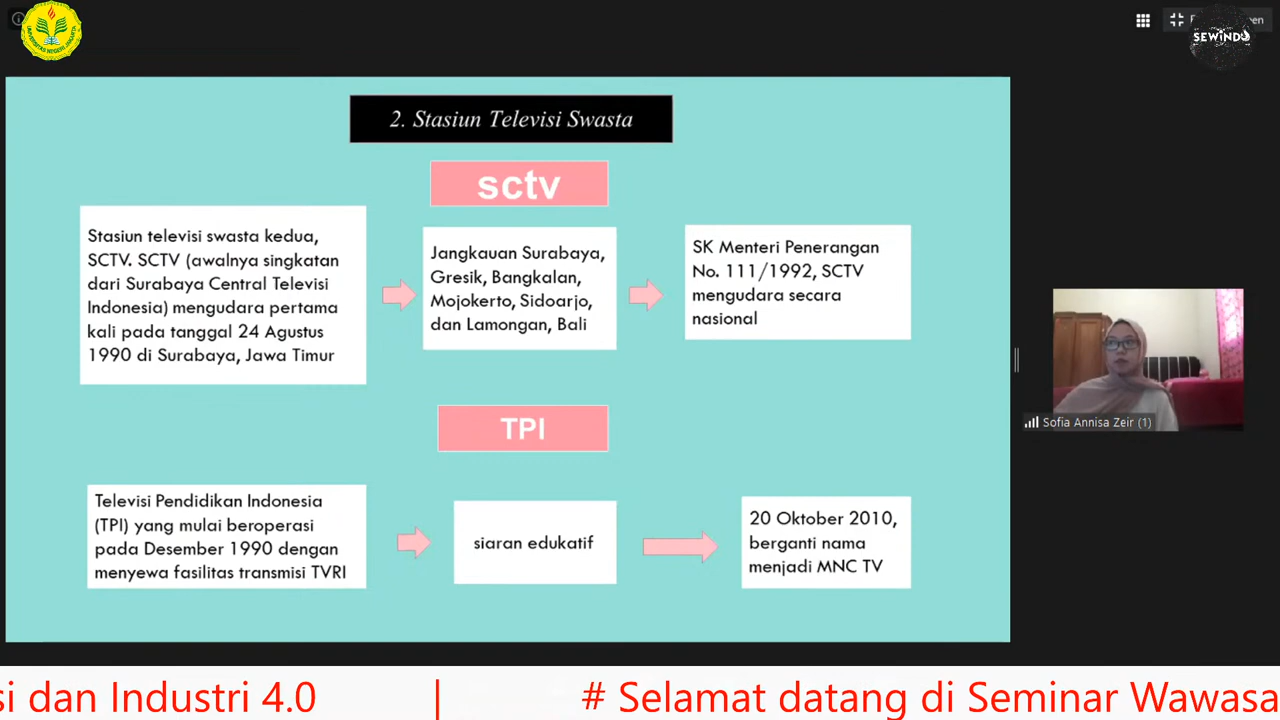 UNIVERSITAS NEGERI JAKARTA
SEWINDU
2. Stasiun Televisi Swasta
sctv
Stasiun televisi swasta kedua,
SCTV. SCTV (awalnya singkatan
dari Surabaya Central Televisi
Indonesia) mengudara pertama
kali pada tanggal 24 Agustus
1990 di Surabaya, Jawa Timur
Jangkauan Surabaya,
Gresik, Bangkalan,
Mojokerto, Sidoarjo,
dan Lamongan, Bali
SK Menteri Penerangan
No. 111/1992, SCTV
mengudara secara
nasional
TPI
Televisi Pendidikan Indonesia
(TPI) yang mulai beroperasi
pada Desember 1990 dengan
menyewa fasilitas transmisi TVRI
siaran edukatif
20 Oktober 2010,
berganti nama
menjadi MNC TV
Sofia Annisa Zeir (1)
si dan Industri 4.0 | # Selamat datang di Seminar Wawasa